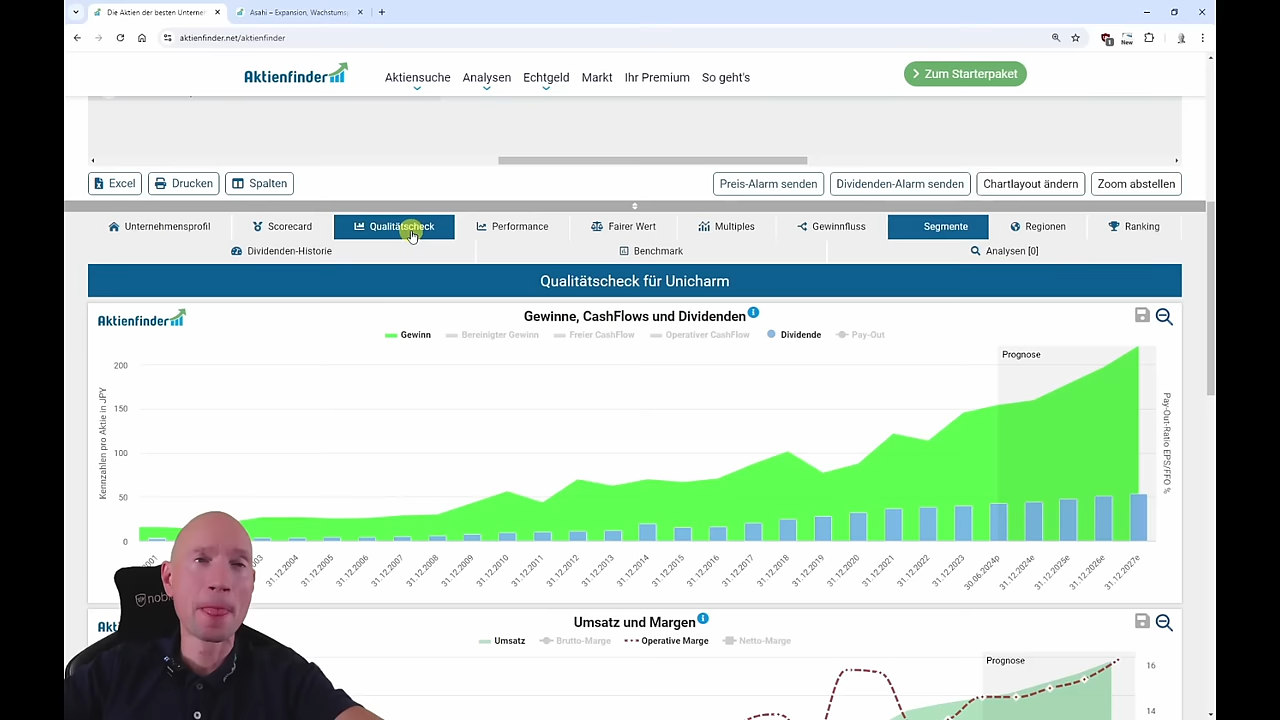 Die Aktien der besten Unterne
Asahi – Expansion, Wachstums
aktienfinder.net/aktienfinder
New
Aktienfinder
Aktiensuche Analysen Echtgeld Markt Ihr Premium So geht's
Zum Starterpaket
Excel Drucken Spalten
Preis-Alarm senden Dividenden-Alarm senden Chartlayout ändern Zoom abstellen
Unternehmensprofil Scorecard Qualitätscheck Performance Fairer Wert Multiples Gewinnfluss Segmente Regionen Ranking
Dividenden-Historie Benchmark Analysen [0]
Qualitätscheck für Unicharm
Aktienfinder
Gewinne, CashFlows und Dividenden
Gewinn Bereinigter Gewinn Freier CashFlow Operativer CashFlow Dividende Pay-Out
Kennzahlen pro Aktie in JPY
200
150
100
50
0
Prognose
Pay-Out-Ratio EPS/FFO %
31.12.2004
31.12.2005
31.12.2006
31.12.2007
31.12.2008
31.12.2009
31.12.2010
31.12.2011
31.12.2012
31.12.2013
31.12.2014
31.12.2015
31.12.2016
31.12.2017
31.12.2018
31.12.2019
31.12.2020
31.12.2021
31.12.2022
31.12.2023
30.06.2024p
31.12.2024e
31.12.2025e
31.12.2026e
31.12.2027e
Umsatz und Margen
Umsatz Brutto-Marge Operative Marge Netto-Marge
Prognose
16
14